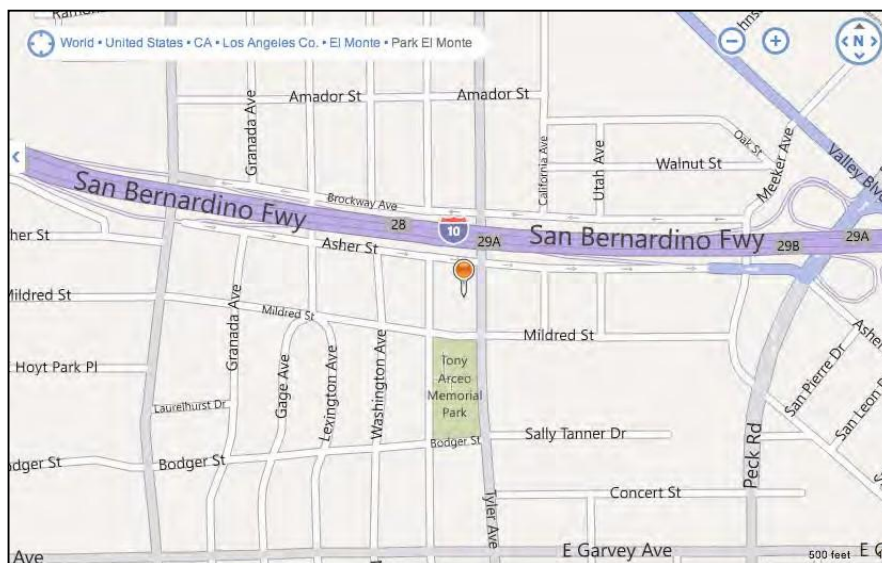 World • United States • CA • Los Angeles Co. • El Monte • Park El Monte
N
Amador St
Amador St
Granada Ave
California Ave
Utah Ave
Oak St
Walnut St
Meeker Ave
Valley Blvd
Brockway Ave
San Bernardino Fwy
28
10
29A
San Bernardino Fwy
29B
29A
Asher St
sher St
Mildred St
Mildred St
Mildred St
Granada Ave
Gage Ave
Lexington Ave
Washington Ave
Hoyt Park Pl
Laurelhurst Dr
Tony
Arceo
Memorial
Park
Asher
San Pierre Dr
San Leon
Peck Rd
Bodger St
Sally Tanner Dr
odger St
Bodger St
Concert St
Tyler Ave
Ave
E Garvey Ave
500 feet
E